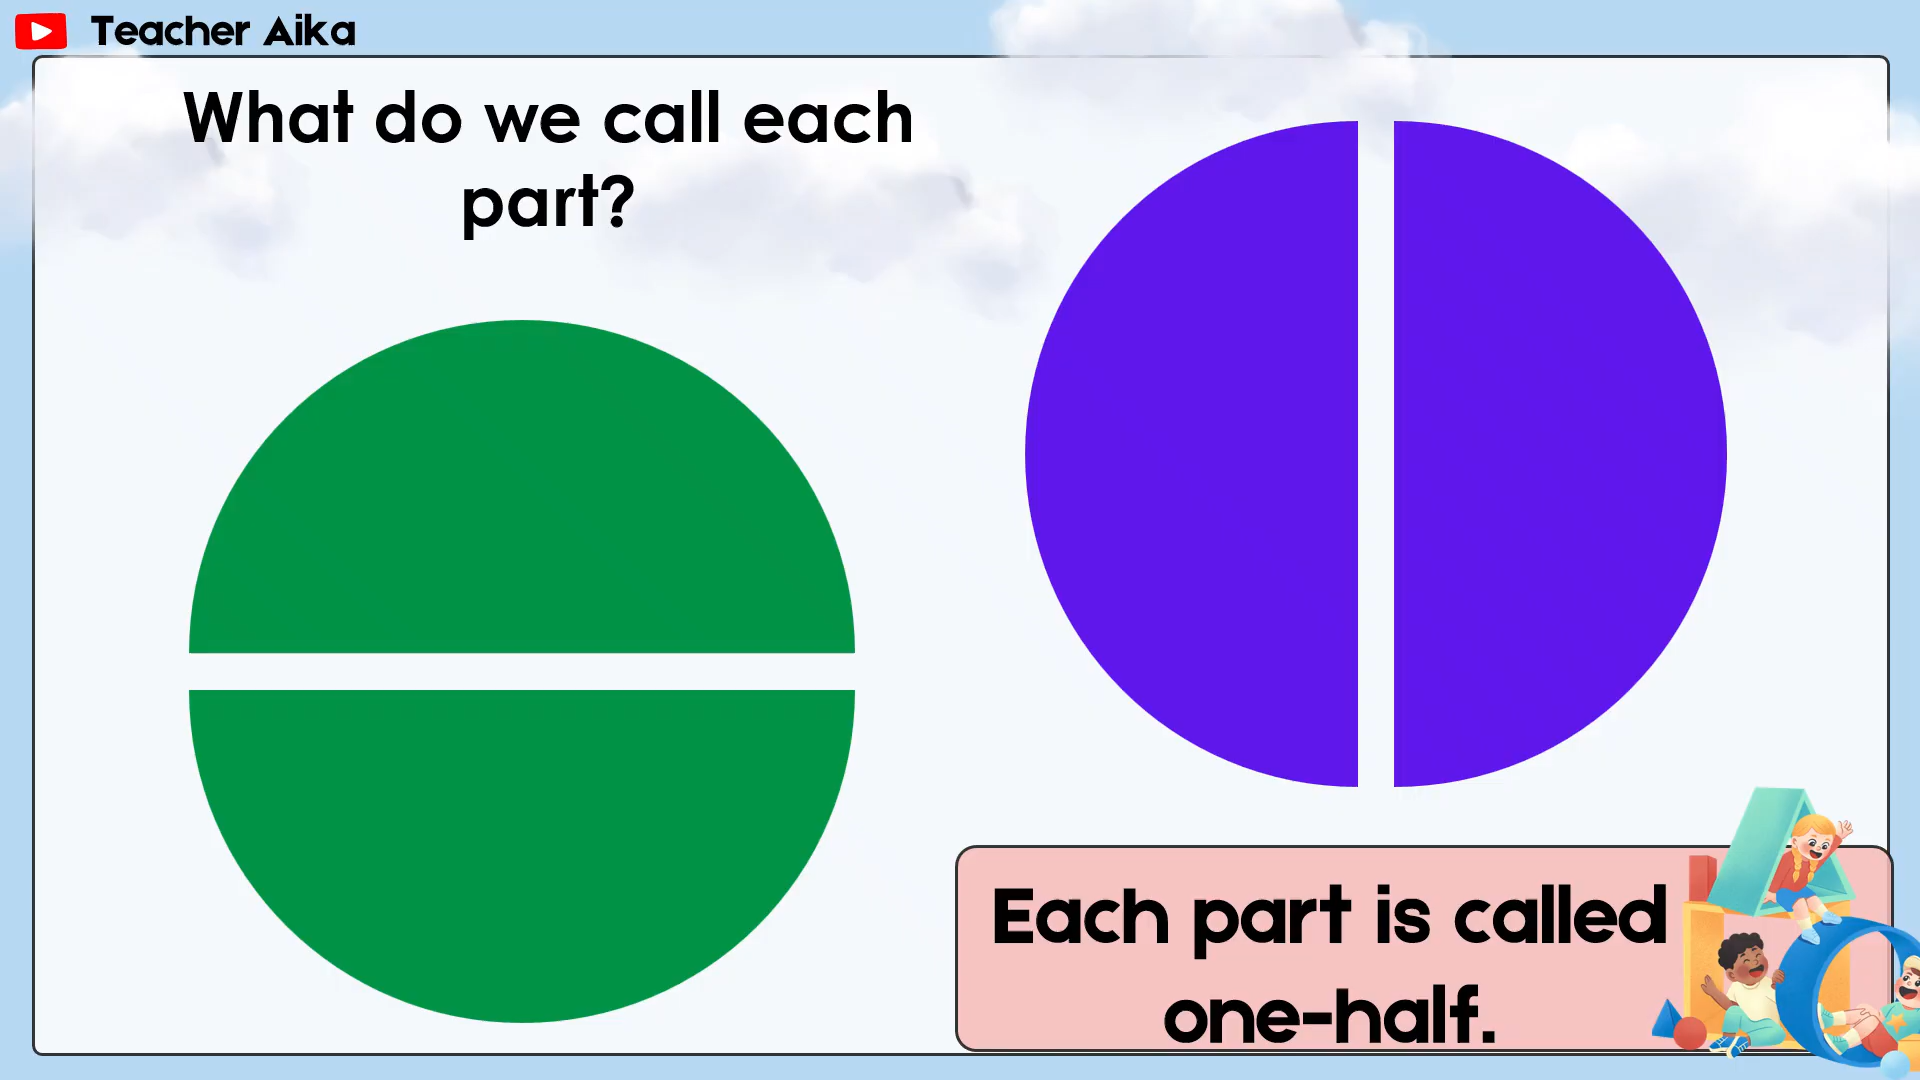 Teacher Aika
What do we call each
part?
Each part is called
one-half.